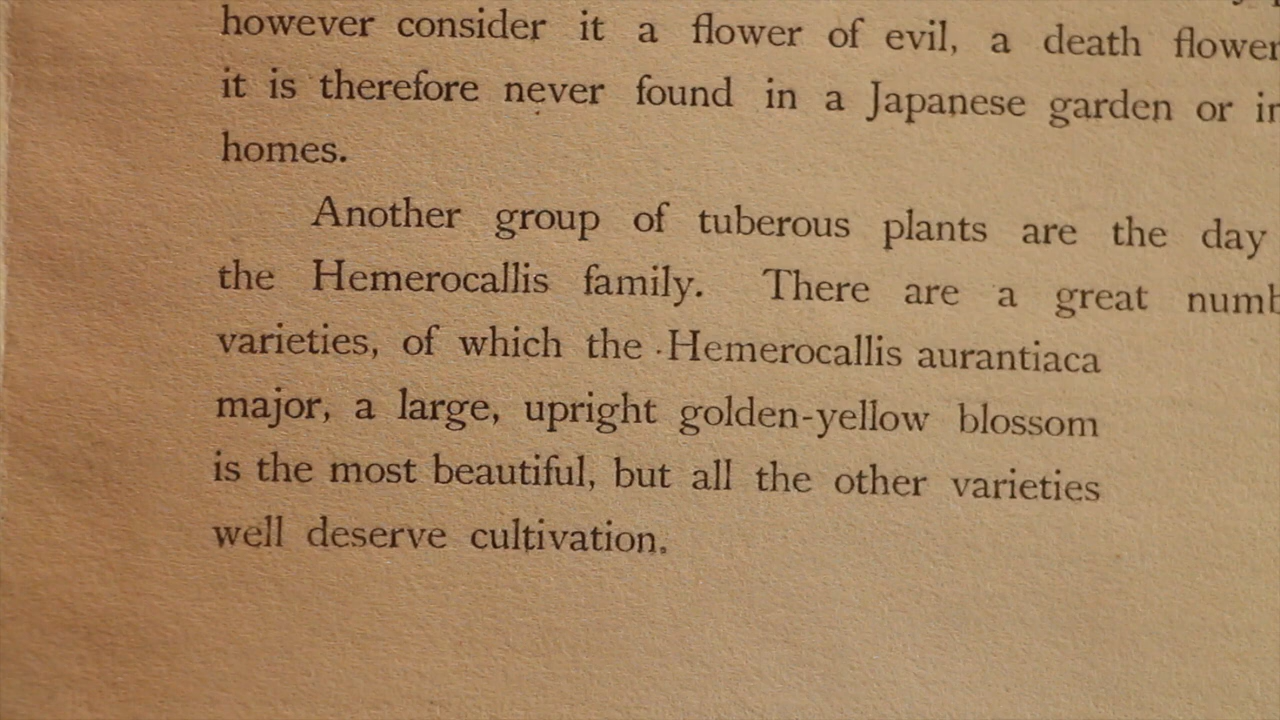 however consider it a flower of evil, a death flower
it is therefore never found in a Japanese garden or
homes.
Another group of tuberous plants are the day
the Hemerocallis family. There are a great
varieties, of which the Hemerocallis aurantiaca
major, a large, upright golden-yellow blossom
is the most beautiful, but all the other varieties
well deserve cultivation.